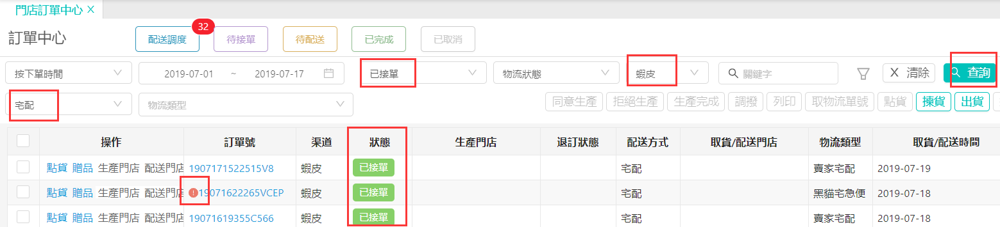 門店訂單中心 X
訂單中心 配送調度 32 待接單 待配送 已完成 已取消
按下單時間 2019-07-01 ~ 2019-07-17 已接單 物流狀態 蝦皮 關鍵字 X 清除 查詢
宅配 物流類型 同意生產 拒絕生產 生產完成 調撥 列印 取物流單號 點貨 揀貨 出貨
操作 訂單號 渠道 狀態 生產門店 退訂狀態 配送方式 取貨/配送門店 物流類型 取貨/配送時間
點貨 贈品 生產門店 配送門店 1907171522515V8 蝦皮 已接單 宅配 賣家宅配 2019-07-19
點貨 贈品 生產門店 配送門店 19071622265VCEP 蝦皮 已接單 宅配 黑貓宅急便 2019-07-18
點貨 贈品 生產門店 配送門店 19071619355C566 蝦皮 已接單 宅配 賣家宅配 2019-07-18